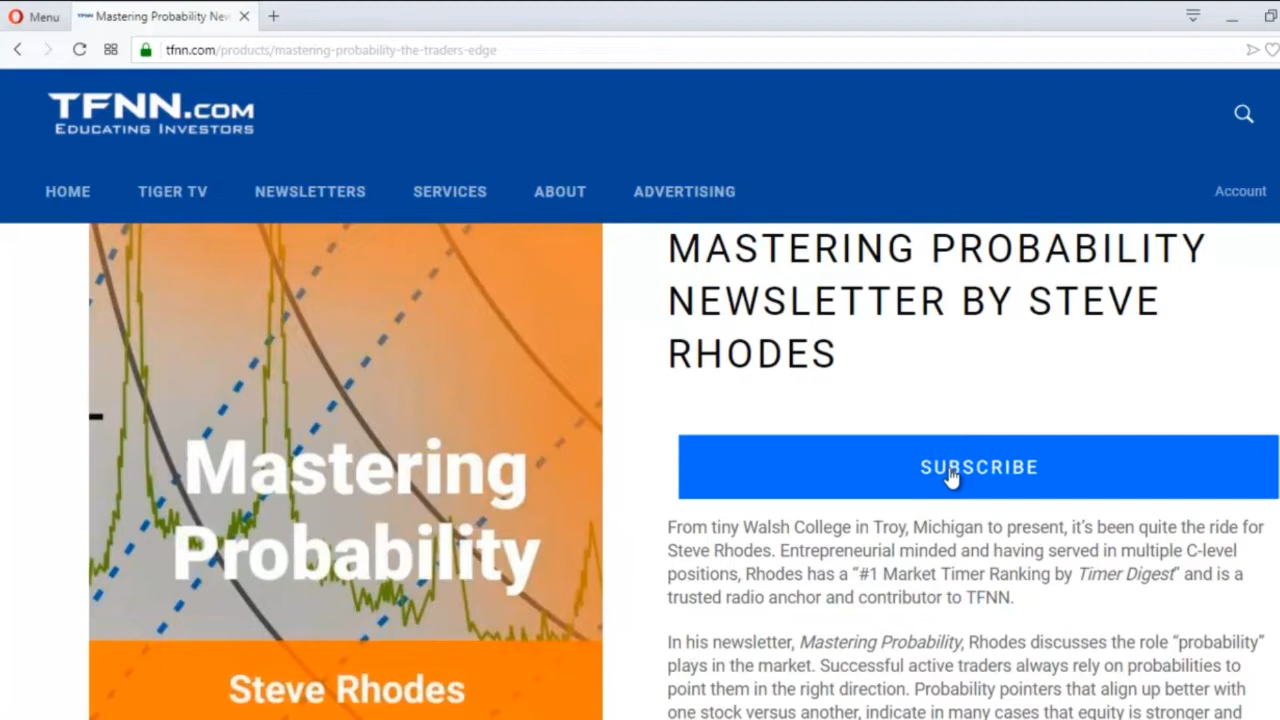 Menu
Mastering Probability New
tfnn.com/products/mastering-probability-the-traders-edge
TFNN.COM
EDUCATING INVESTORS
HOME TIGER TV NEWSLETTERS SERVICES ABOUT ADVERTISING Account
Mastering
Probability
Steve Rhodes
MASTERING PROBABILITY
NEWSLETTER BY STEVE
RHODES
SUBSCRIBE
From tiny Walsh College in Troy, Michigan to present, it’s been quite the ride for
Steve Rhodes. Entrepreneurial minded and having served in multiple C-level
positions, Rhodes has a “#1 Market Timer Ranking by Timer Digest” and is a
trusted radio anchor and contributor to TFNN.
In his newsletter, Mastering Probability, Rhodes discusses the role “probability”
plays in the market. Successful active traders always rely on probabilities to
point them in the right direction. Probability pointers that align up better with
one stock versus another, indicate in many cases that equity is stronger and